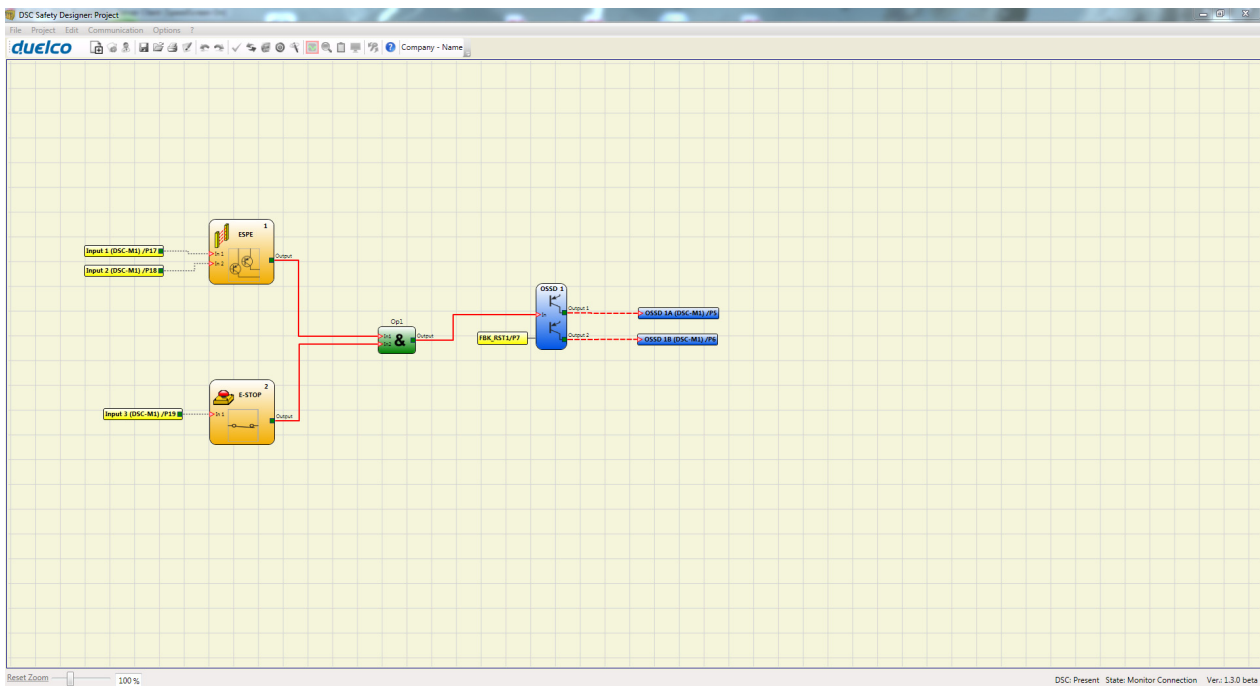 DSC Safety Designer: Project
File Project Edit Communication Options ?
duelco
Company - Name
1
ESPE
Input 1 (DSC-M1) /P17
In 1
Output
Input 2 (DSC-M1) /P18
In 2
OSSD 1
Output 1
In
OSSD 1A (DSC-M1) /P5
Op1
In1
&
Output
In2
FBK_RST1/P7
Output 2
OSSD 1B (DSC-M1) /P6
2
E-STOP
Input 3 (DSC-M1) /P19
In 1
Output
Reset Zoom
100 %
DSC: Present State: Monitor Connection Ver.: 1.3.0 beta